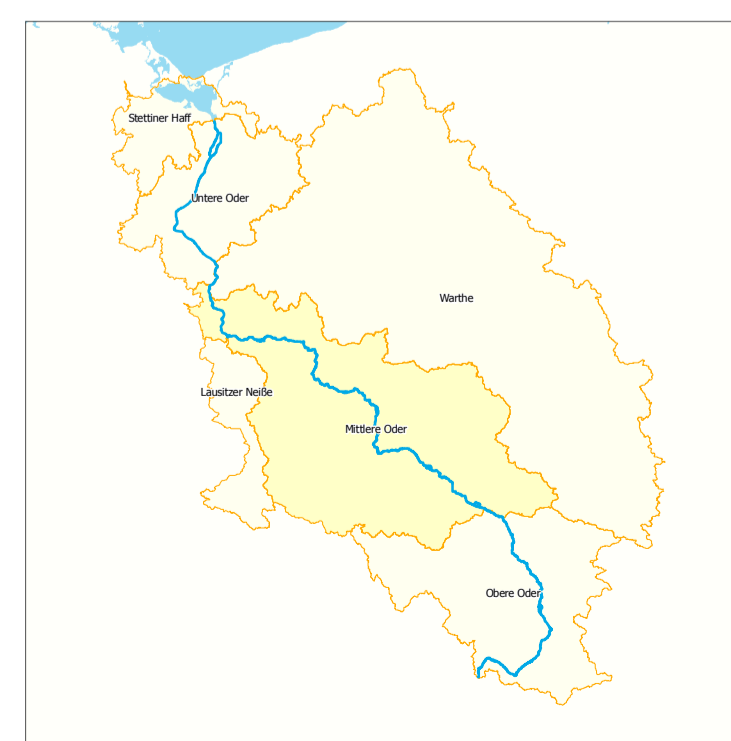 Stettiner Haff
Untere Oder
Warthe
Lausitzer Neiße
Mittlere Oder
Obere Oder